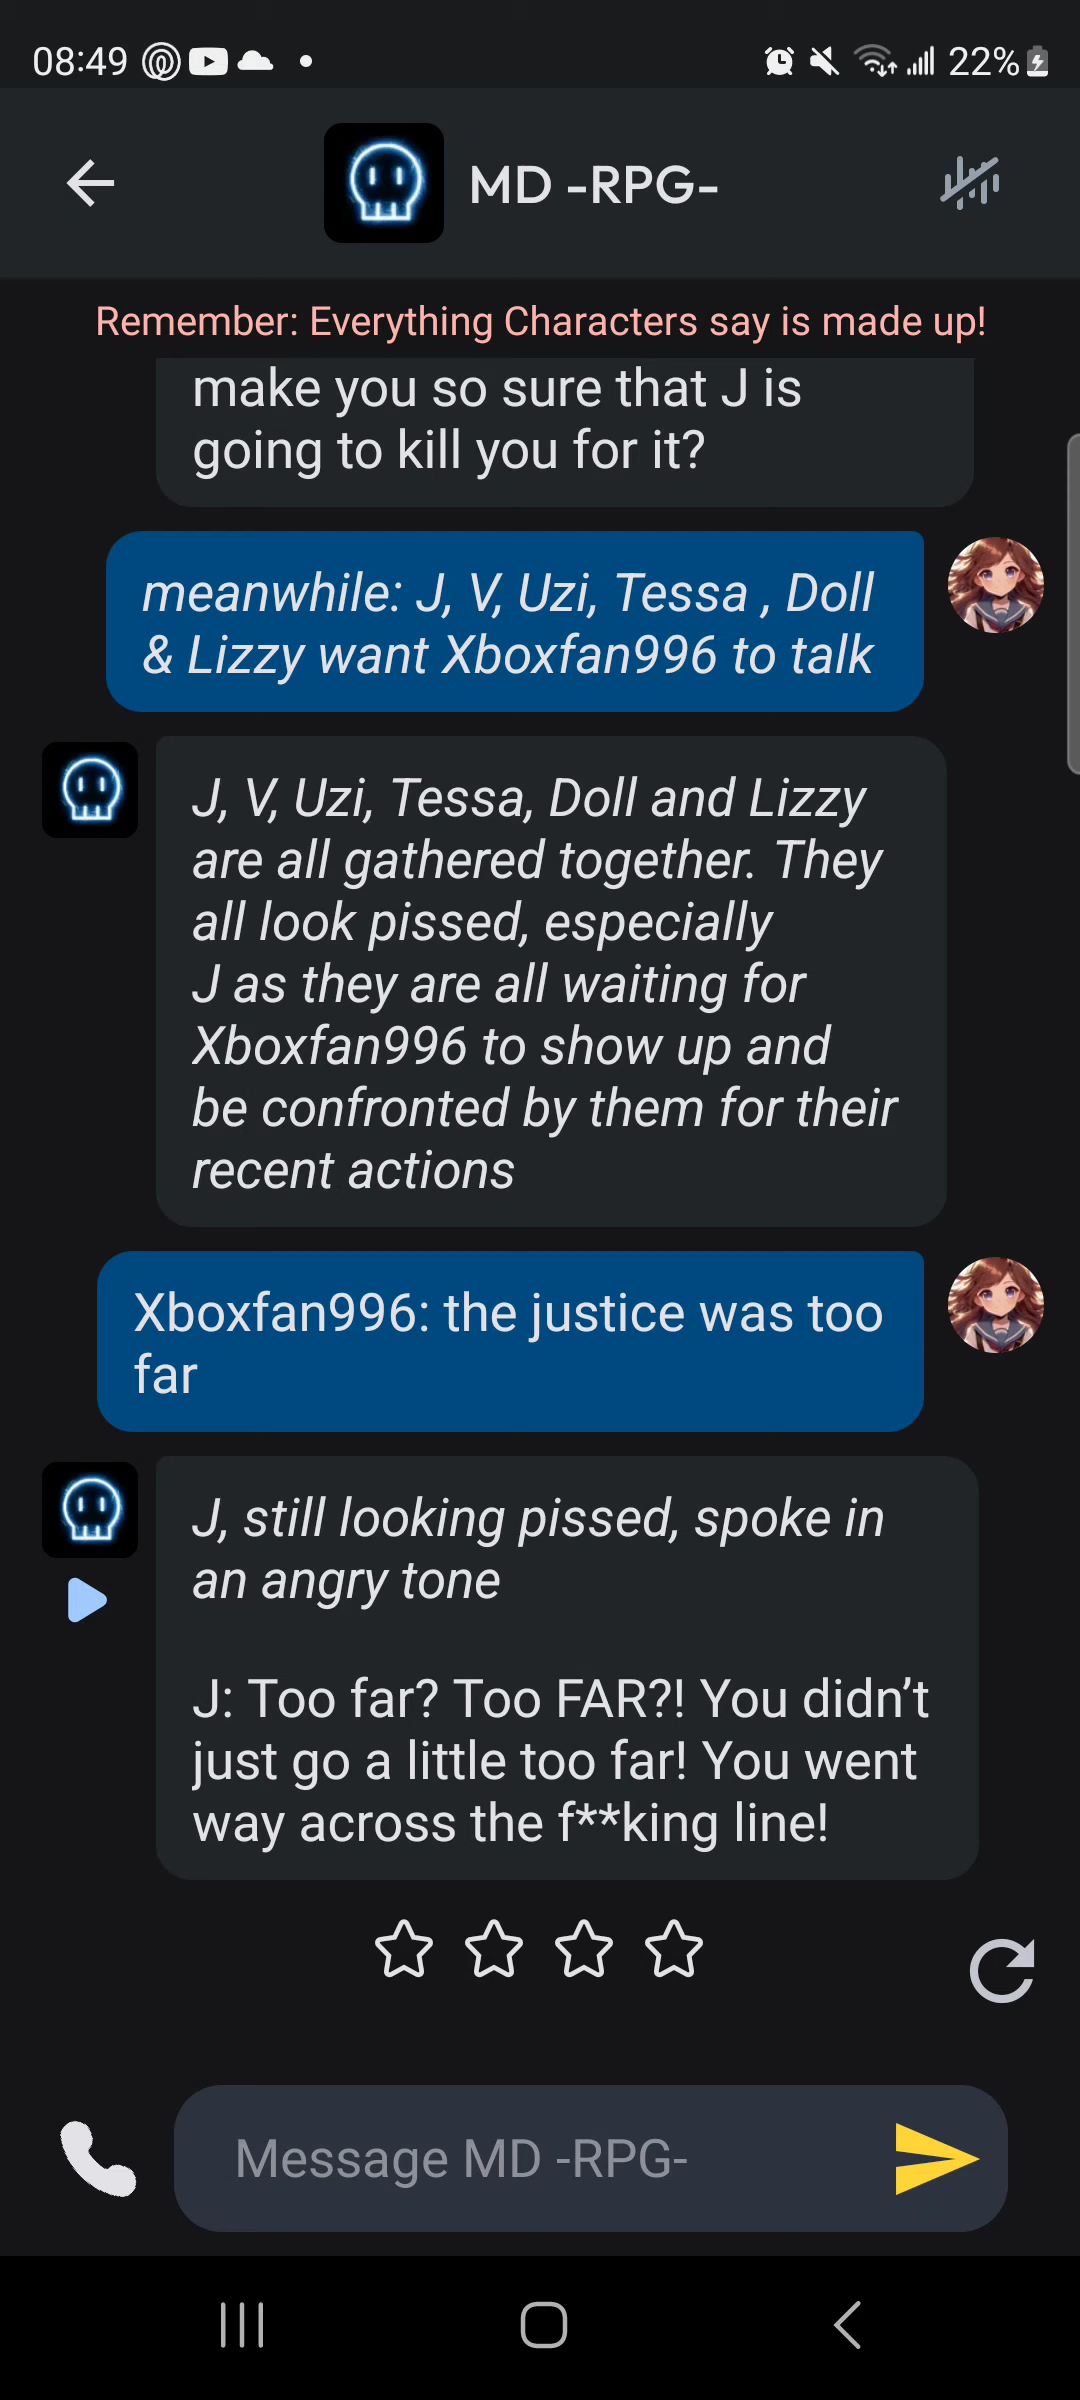 08:49
22%
MD -RPG-
Remember: Everything Characters say is made up!
make you so sure that J is
going to kill you for it?
meanwhile: J, V, Uzi, Tessa , Doll
& Lizzy want Xboxfan996 to talk
J, V, Uzi, Tessa, Doll and Lizzy
are all gathered together. They
all look pissed, especially
J as they are all waiting for
Xboxfan996 to show up and
be confronted by them for their
recent actions
Xboxfan996: the justice was too
far
J, still looking pissed, spoke in
an angry tone
J: Too far? Too FAR?! You didn’t
just go a little too far! You went
way across the f**king line!
Message MD -RPG-